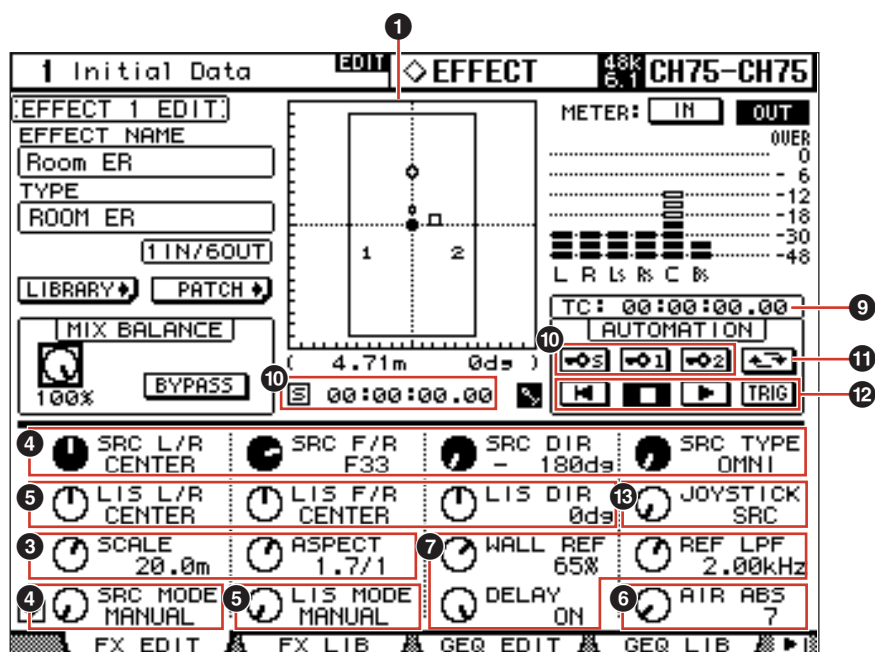 1
1 Initial Data EDIT ◇EFFECT 48k 6.1 CH75-CH75
EFFECT 1 EDIT
METER: IN OUT
EFFECT NAME
Room ER
TYPE
ROOM ER
1IN/6OUT
LIBRARY PATCH
MIX BALANCE
100% BYPASS
1 2
( 4.71m 0dg )
10 S 00:00:00.00
OVER
0
- 6
-12
-18
-30
-48
L R Ls Rs C Bs
TC: 00:00:00.00 9
AUTOMATION
10 S 1 2 11
TRIG 12
4 SRC L/R SRC F/R SRC DIR SRC TYPE
CENTER F33 - 180dg OMNI
5 LIS L/R LIS F/R LIS DIR 13 JOYSTICK
CENTER CENTER 0dg SRC
3 SCALE ASPECT 7 WALL REF REF LPF
20.0m 1.7/1 65% 2.00kHz
4 SRC MODE 5 LIS MODE DELAY 6 AIR ABS
MANUAL MANUAL ON 7
FX EDIT FX LIB GEQ EDIT GEQ LIB